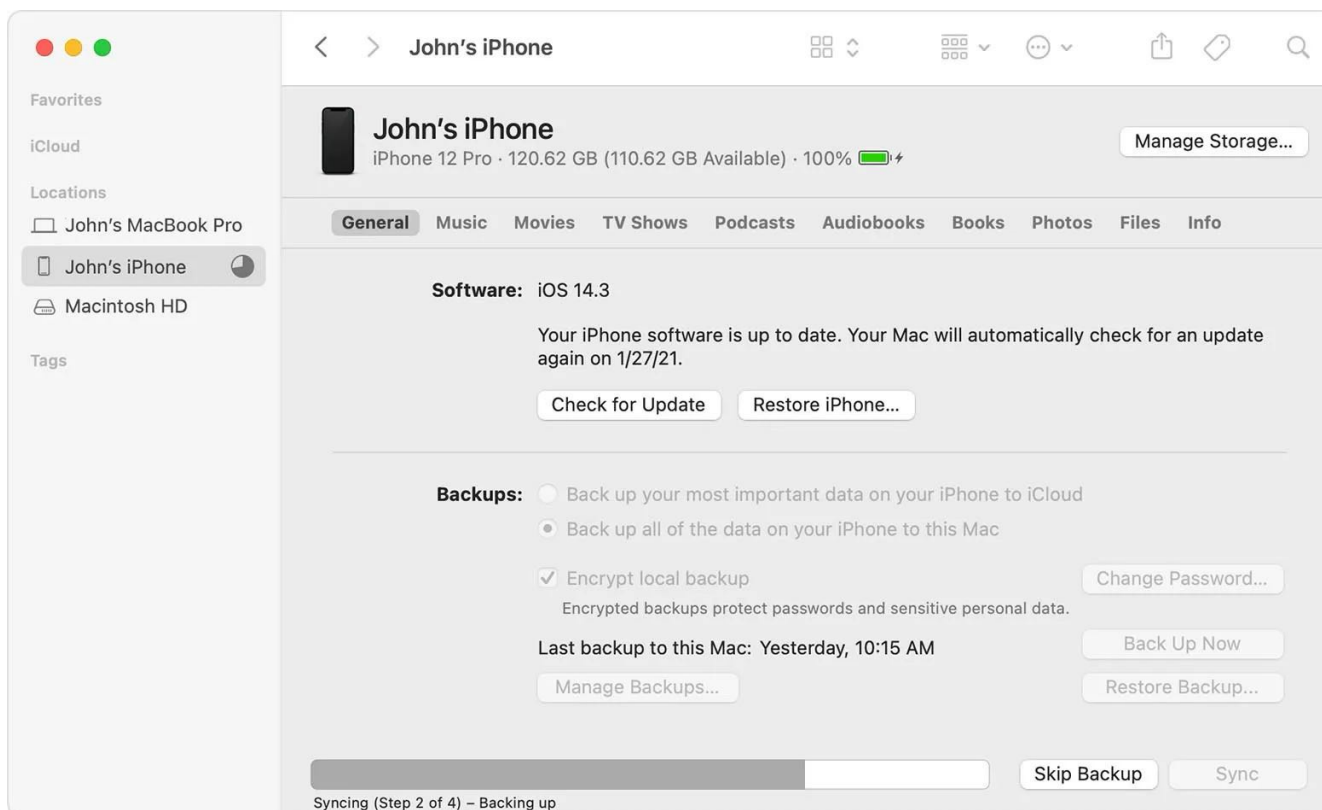 Favorites
iCloud
Locations
John’s MacBook Pro
John’s iPhone
Macintosh HD
Tags
John’s iPhone
John’s iPhone
iPhone 12 Pro · 120.62 GB (110.62 GB Available) · 100%
Manage Storage...
General Music Movies TV Shows Podcasts Audiobooks Books Photos Files Info
Software: iOS 14.3
Your iPhone software is up to date. Your Mac will automatically check for an update
again on 1/27/21.
Check for Update Restore iPhone...
Backups: Back up your most important data on your iPhone to iCloud
Back up all of the data on your iPhone to this Mac
Encrypt local backup Change Password...
Encrypted backups protect passwords and sensitive personal data.
Last backup to this Mac: Yesterday, 10:15 AM Back Up Now
Manage Backups... Restore Backup...
Skip Backup Sync
Syncing (Step 2 of 4) – Backing up